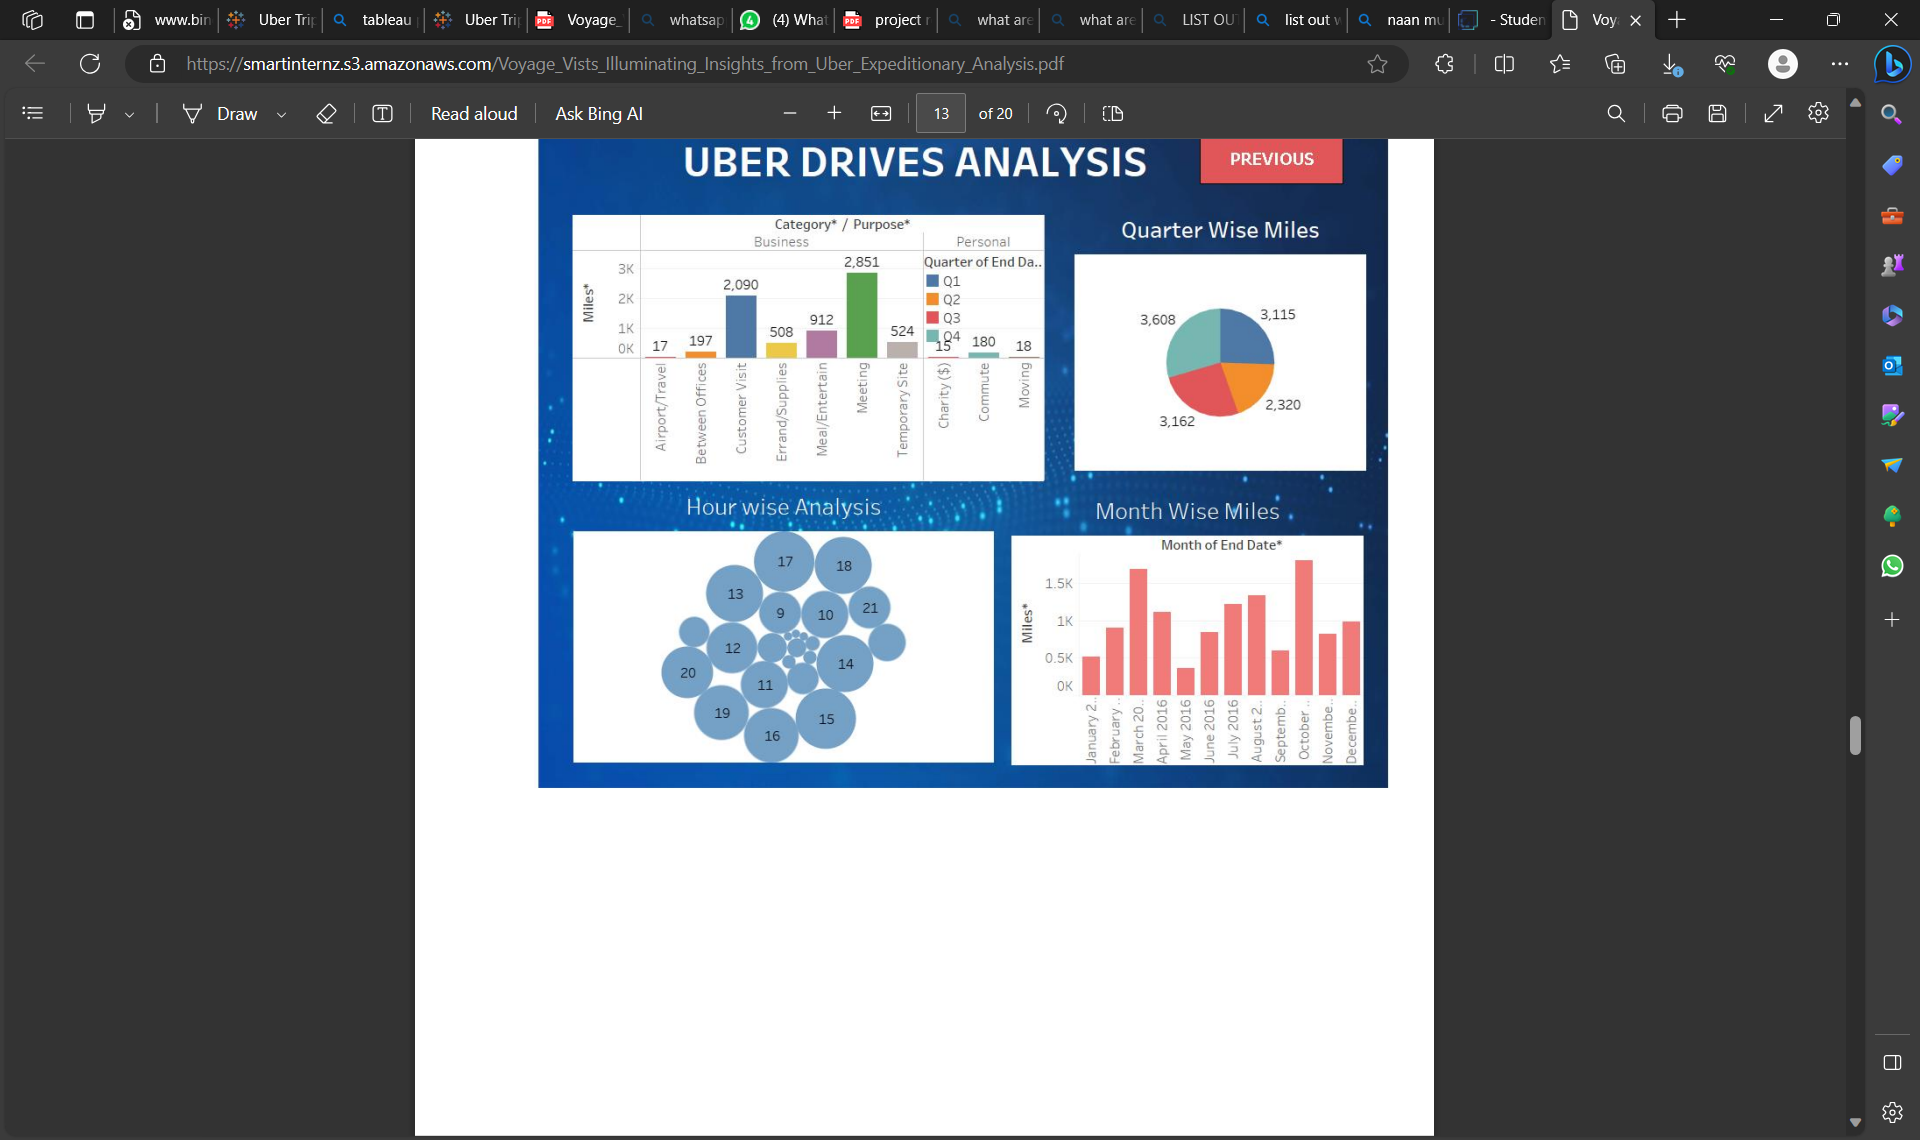 www.bin
Uber Trip
tableau
Uber Trip
Voyage_
whatsap
(4) What
project r
what are
what are
LIST OU
list out w
naan mu
- Studen
Voy
https://smartinternz.s3.amazonaws.com/Voyage_Vists_Illuminating_Insights_from_Uber_Expeditionary_Analysis.pdf
Draw
Read aloud
Ask Bing AI
13
of 20
UBER DRIVES ANALYSIS
PREVIOUS
Category* / Purpose*
Business
Personal
Miles*
3K
2K
1K
0K
17
197
2,090
508
912
2,851
524
15
180
18
Quarter of End Da..
Q1
Q2
Q3
Q4
Airport/Travel
Between Offices
Customer Visit
Errand/Supplies
Meal/Entertain
Meeting
Temporary Site
Charity ($)
Commute
Moving
Quarter Wise Miles
3,608
3,115
2,320
3,162
Hour wise Analysis
17
18
13
9
10
21
12
20
14
11
19
15
16
Month Wise Miles
Month of End Date*
Miles*
1.5K
1K
0.5K
0K
January 2..
February ..
March 20..
April 2016
May 2016
June 2016
July 2016
August 2..
Septemb..
October ..
Novembe..
Decembe..